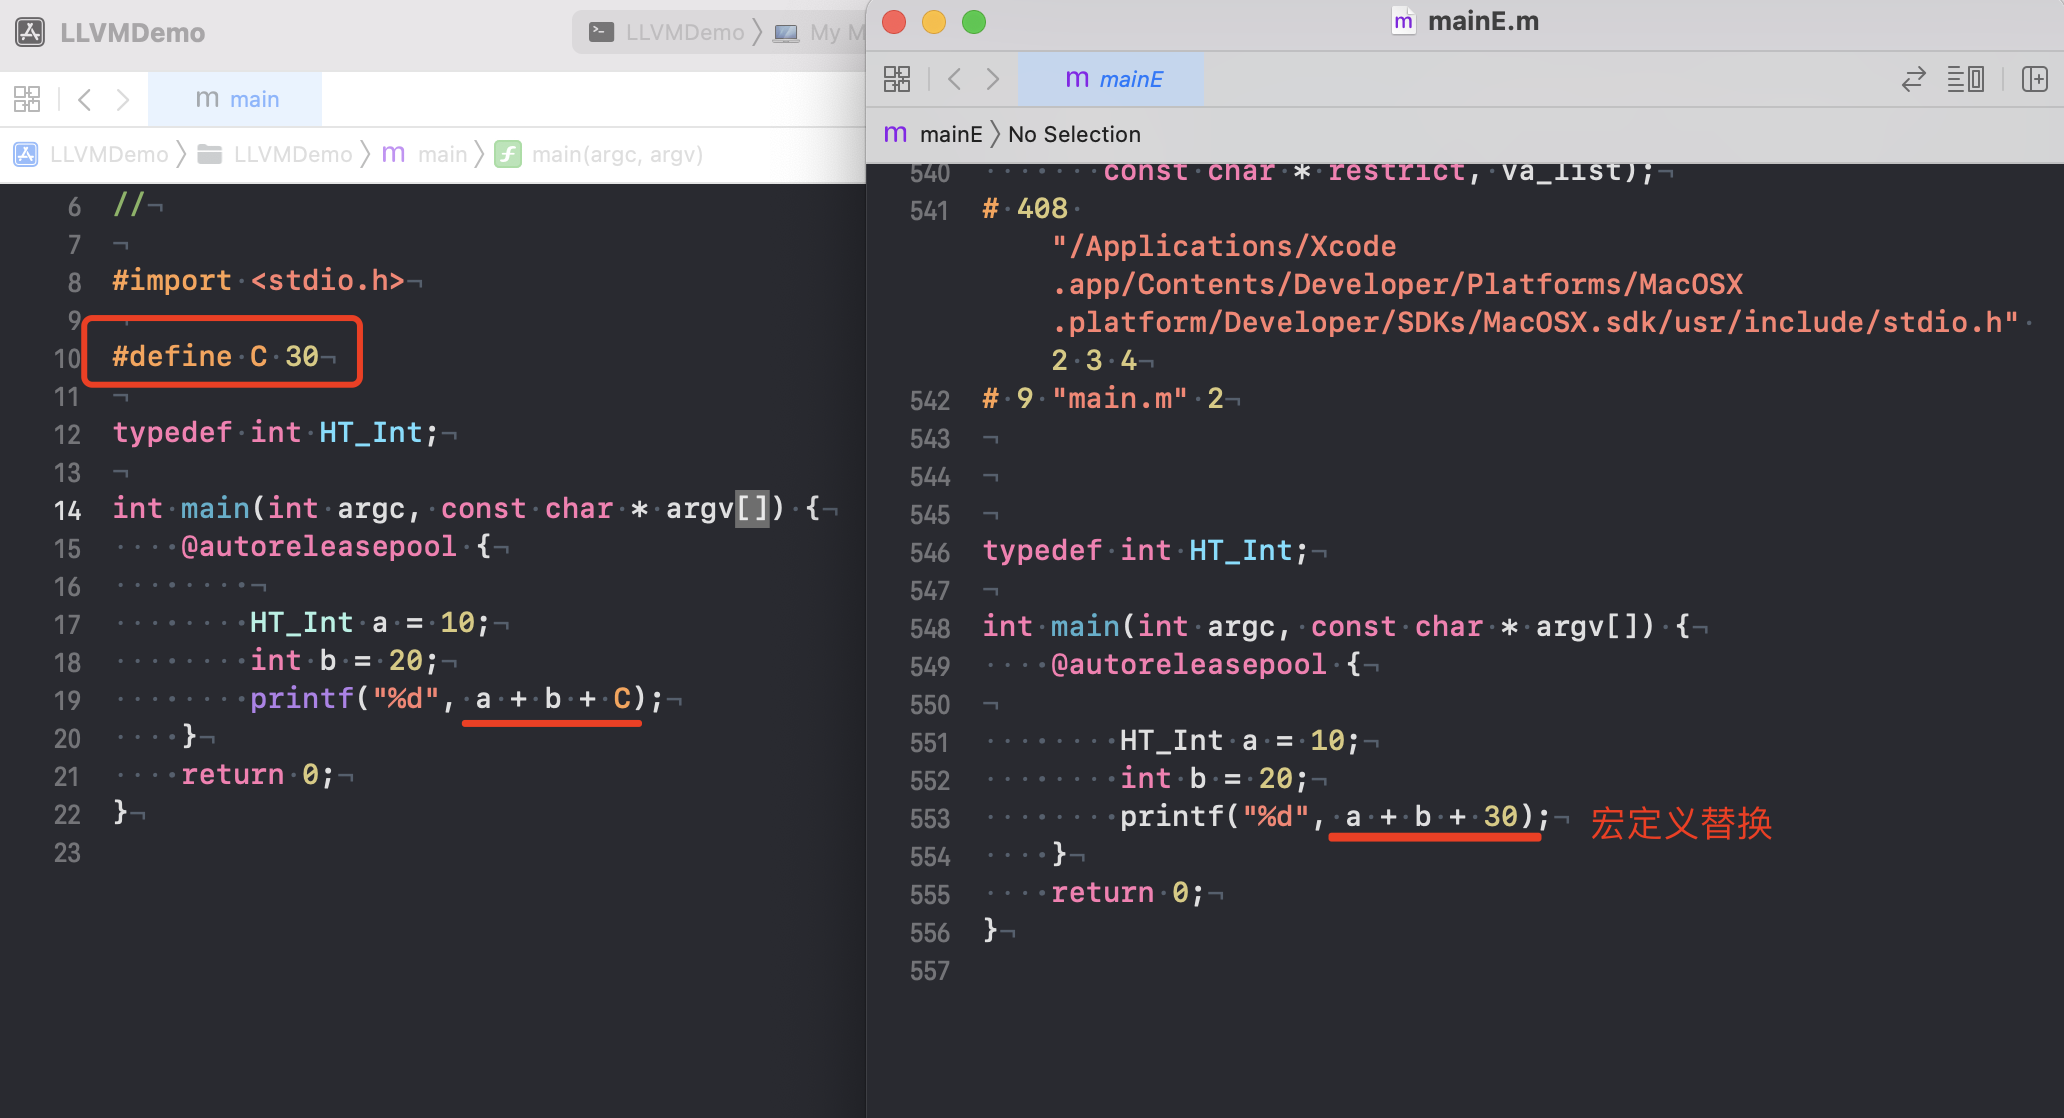 LLVMDemo
LLVMDemo 〉 My M
m main
LLVMDemo 〉 LLVMDemo 〉 m main 〉 f main(argc, argv)
6 //
7
8 #import <stdio.h>
9
10 #define C 30
11
12 typedef int HT_Int;
13
14 int main(int argc, const char * argv[]) {
15 @autoreleasepool {
16
17 HT_Int a = 10;
18 int b = 20;
19 printf("%d", a + b + C);
20 }
21 return 0;
22 }
23
m mainE.m
m mainE
m mainE 〉 No Selection
540 const char * restrict, va_list);
541 # 408
"/Applications/Xcode
.app/Contents/Developer/Platforms/MacOSX
.platform/Developer/SDKs/MacOSX.sdk/usr/include/stdio.h"
2 3 4
542 # 9 "main.m" 2
543
544
545
546 typedef int HT_Int;
547
548 int main(int argc, const char * argv[]) {
549 @autoreleasepool {
550
551 HT_Int a = 10;
552 int b = 20;
553 printf("%d", a + b + 30); 宏定义替换
554 }
555 return 0;
556 }
557